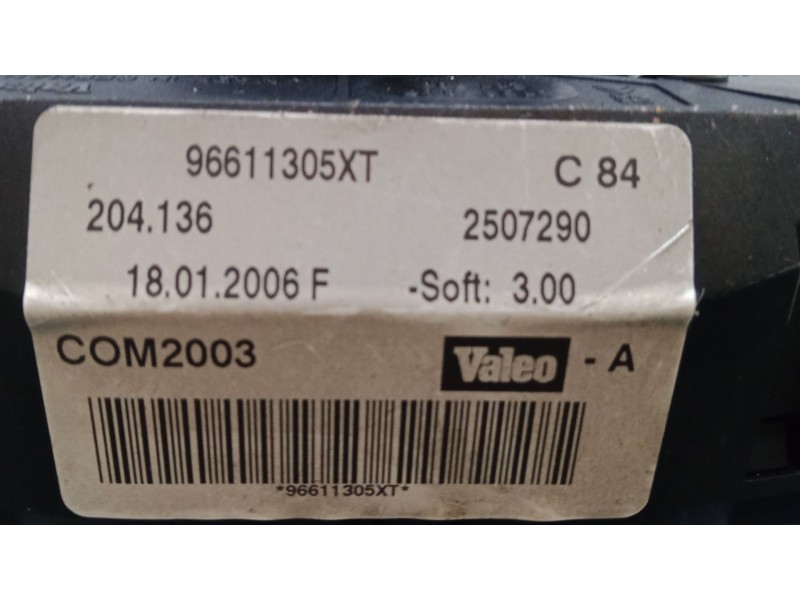 96611305XT C 84
204.136 2507290
18.01.2006 F -Soft: 3.00
COM2003 Valeo - A
*96611305XT*